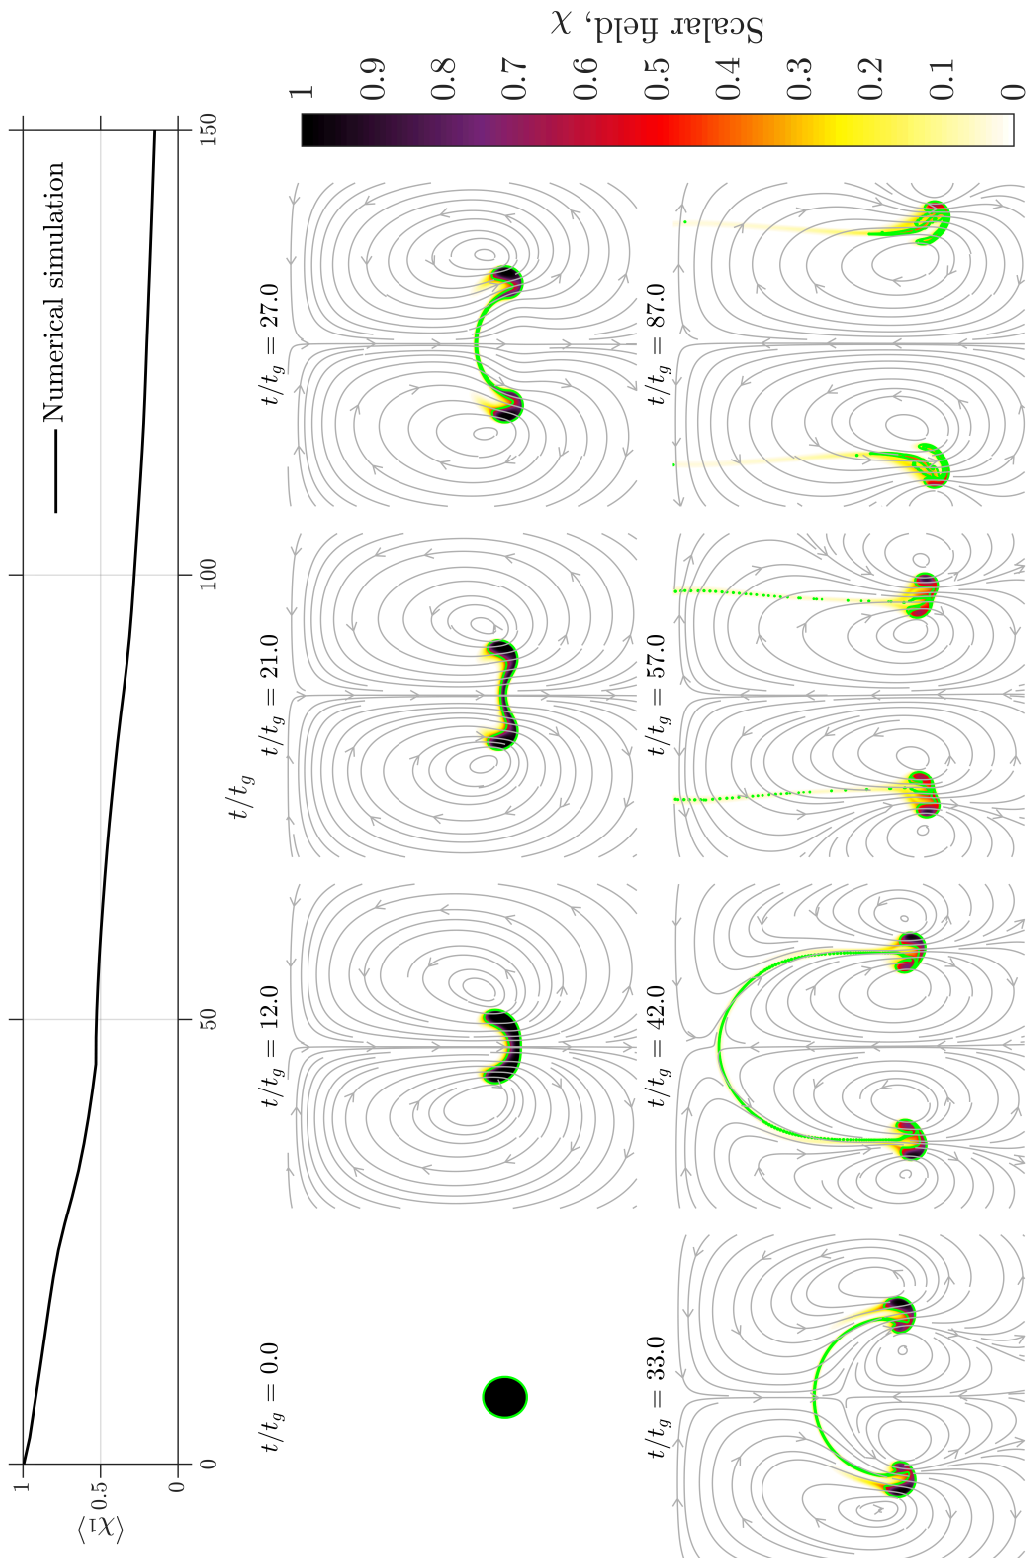 ⟨χ₁⟩
1
0.5
0
0
50
100
150
t/t_g
Numerical simulation
t/t_g = 0.0
t/t_g = 12.0
t/t_g = 21.0
t/t_g = 27.0
t/t_g = 33.0
t/t_g = 42.0
t/t_g = 57.0
t/t_g = 87.0
1
0.9
0.8
0.7
0.6
0.5
0.4
0.3
0.2
0.1
0
Scalar field, χ